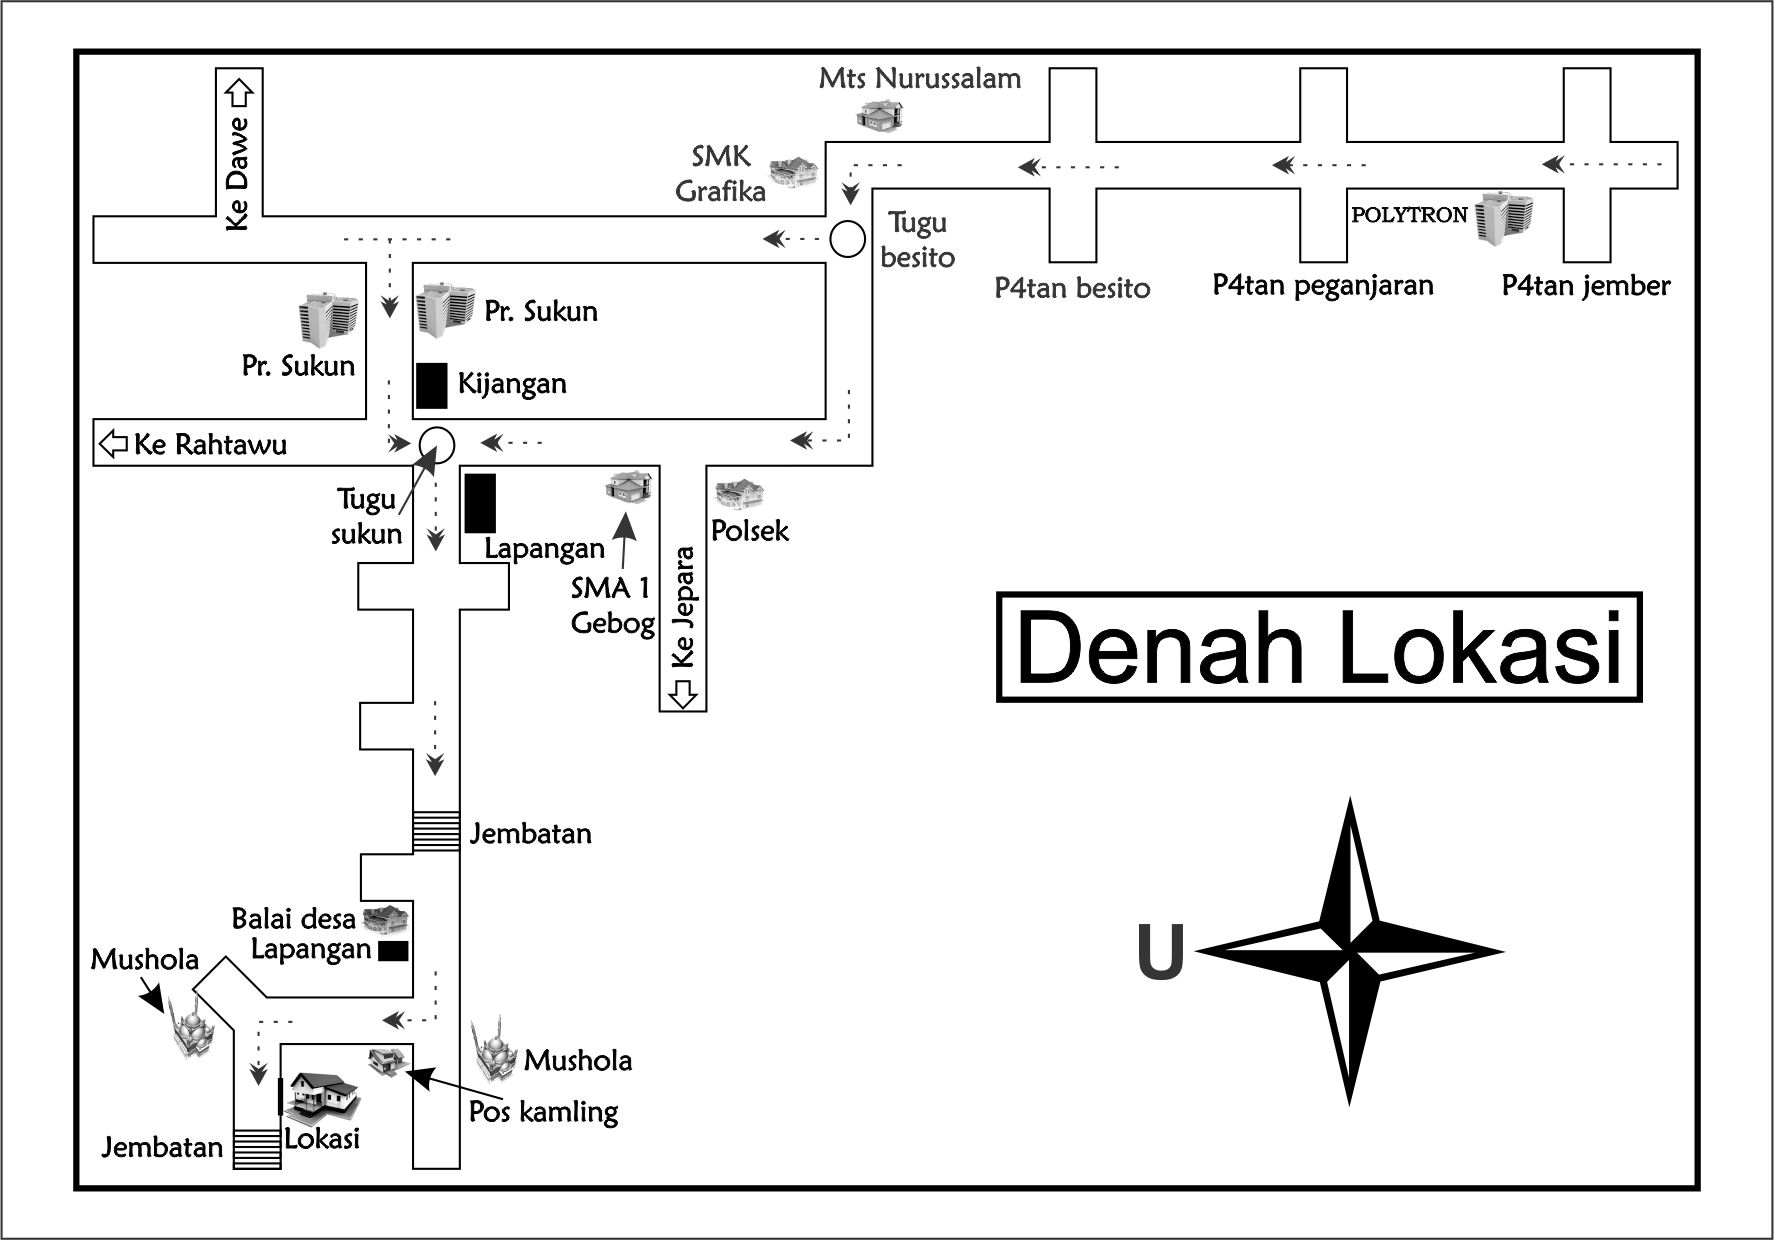 Mts Nurussalam
SMK
Grafika
Ke Dawe
Tugu
besito
POLYTRON
P4tan besito
P4tan peganjaran
P4tan jember
Pr. Sukun
Pr. Sukun
Kijangan
Ke Rahtawu
Tugu
sukun
Lapangan
SMA 1
Gebog
Polsek
Ke Jepara
Denah Lokasi
Jembatan
Balai desa
Lapangan
Mushola
U
Mushola
Pos kamling
Jembatan
Lokasi